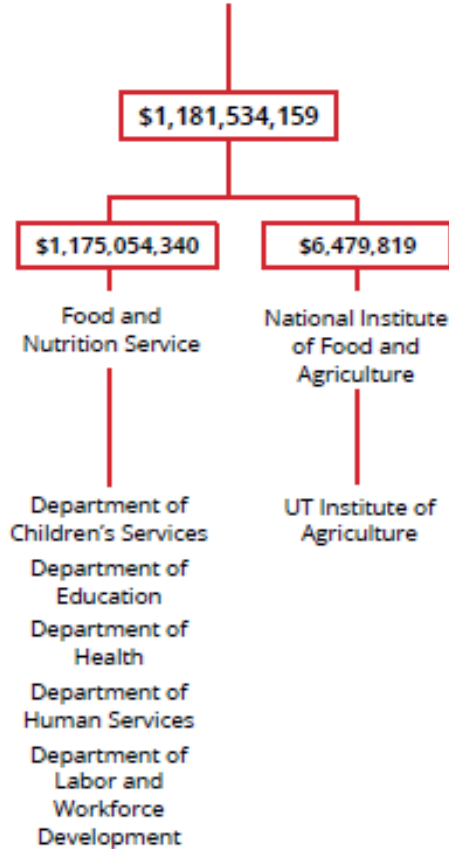 $1,181,534,159
$1,175,054,340
$6,479,819
Food and
Nutrition Service
National Institute
of Food and
Agriculture
Department of
Children's Services
Department of
Education
Department of
Health
Department of
Human Services
Department of
Labor and
Workforce
Development
UT Institute of
Agriculture